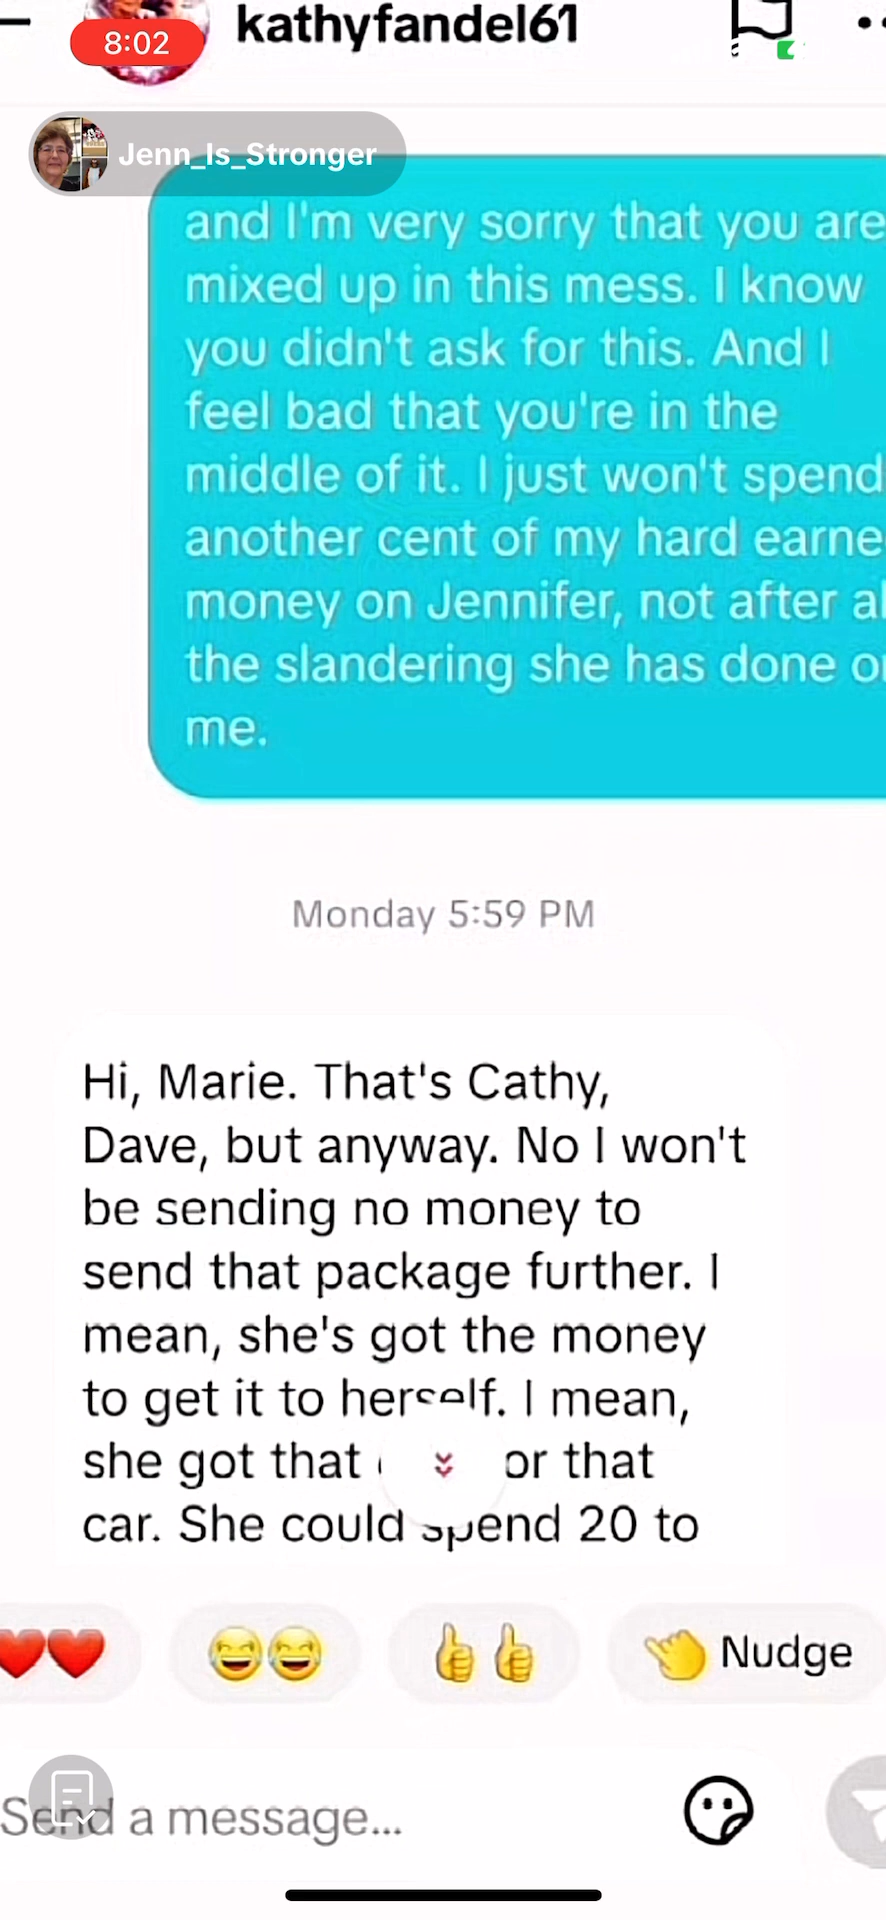 8:02
kathyfandel61
Jenn_Is_Stronger
and I'm very sorry that you are
mixed up in this mess. I know
you didn't ask for this. And I
feel bad that you're in the
middle of it. I just won't spend
another cent of my hard earne
money on Jennifer, not after al
the slandering she has done
me.
Monday 5:59 PM
Hi, Marie. That's Cathy,
Dave, but anyway. No I won't
be sending no money to
send that package further. I
mean, she's got the money
to get it to herself. I mean,
she got that or that
car. She could spend 20 to
Nudge
Send a message...